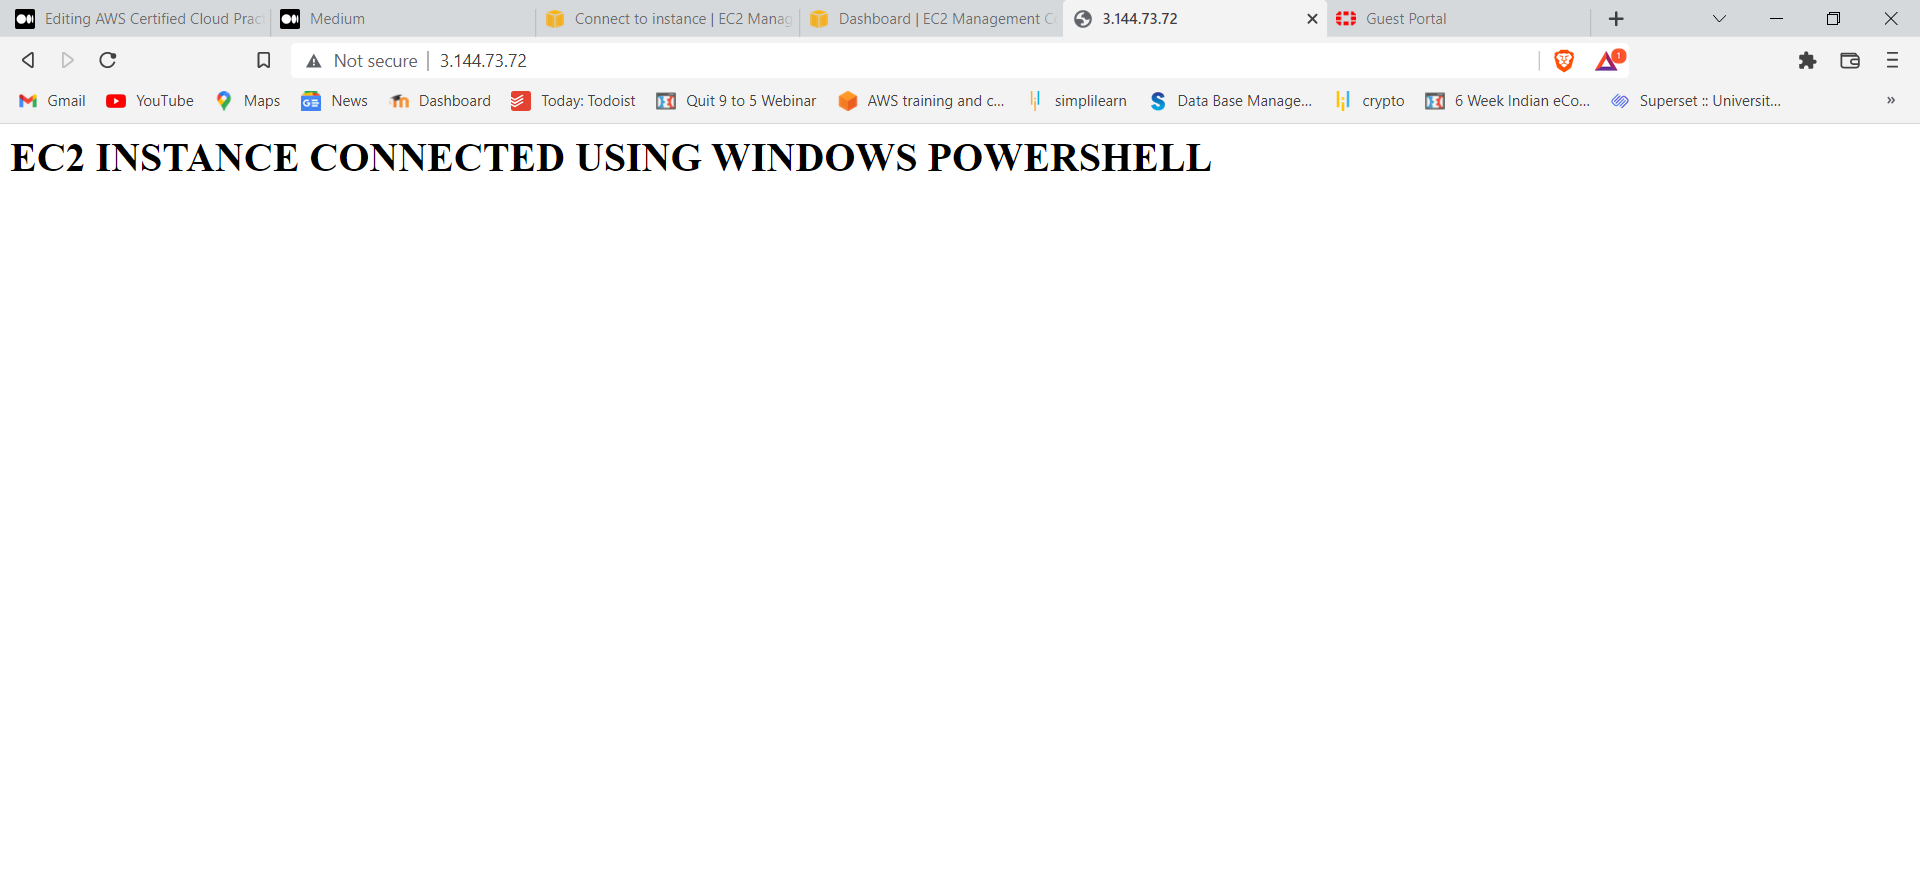 Editing AWS Certified Cloud Prac
Medium
Connect to instance | EC2 Manag
Dashboard | EC2 Management C
3.144.73.72
Guest Portal
Not secure
3.144.73.72
1
Gmail
YouTube
Maps
News
Dashboard
Today: Todoist
Quit 9 to 5 Webinar
AWS training and c...
simplilearn
Data Base Manage...
crypto
6 Week Indian eCo...
Superset :: Universit...
»
EC2 INSTANCE CONNECTED USING WINDOWS POWERSHELL